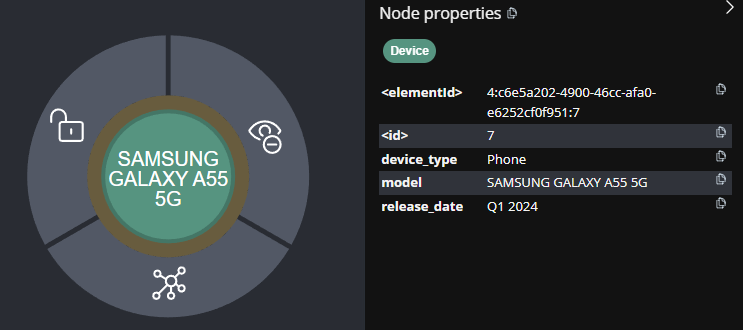 SAMSUNG
GALAXY A55
5G
Node properties
Device
<elementId> 4:c6e5a202-4900-46cc-afa0-
e6252cf0f951:7
<id> 7
device_type Phone
model SAMSUNG GALAXY A55 5G
release_date Q1 2024